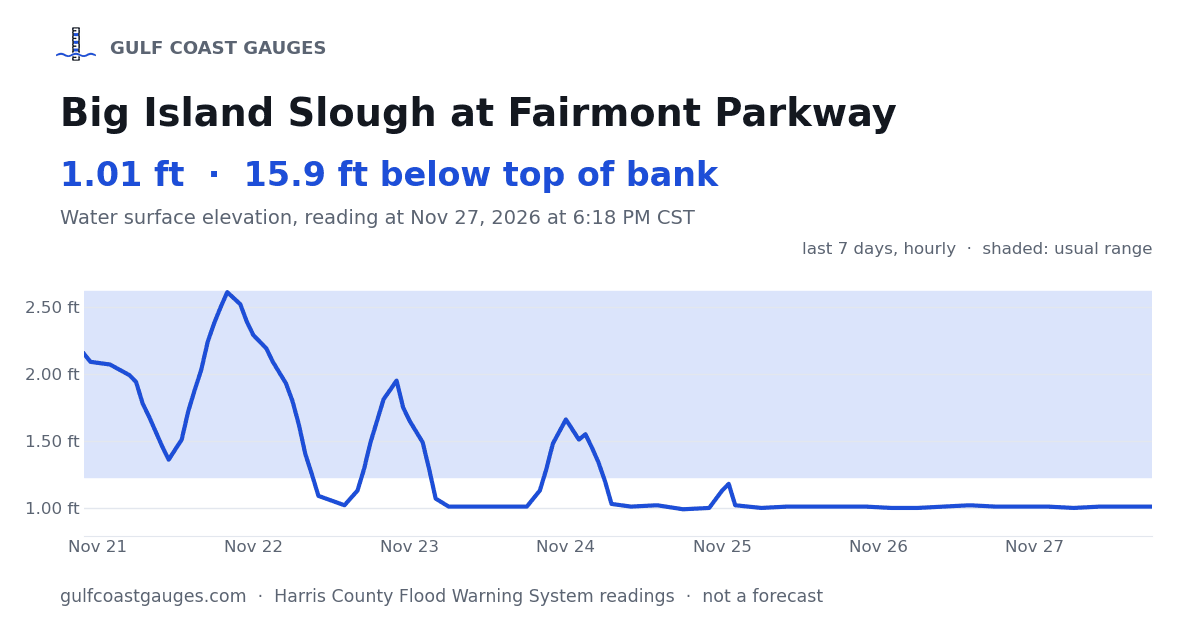 GULF COAST GAUGES
Big Island Slough at Fairmont Parkway
1.01 ft · 15.9 ft below top of bank
Water surface elevation, reading at Nov 27, 2026 at 6:18 PM CST
last 7 days, hourly · shaded: usual range
2.50 ft
2.00 ft
1.50 ft
1.00 ft
Nov 21 Nov 22 Nov 23 Nov 24 Nov 25 Nov 26 Nov 27
gulfcoastgauges.com · Harris County Flood Warning System readings · not a forecast